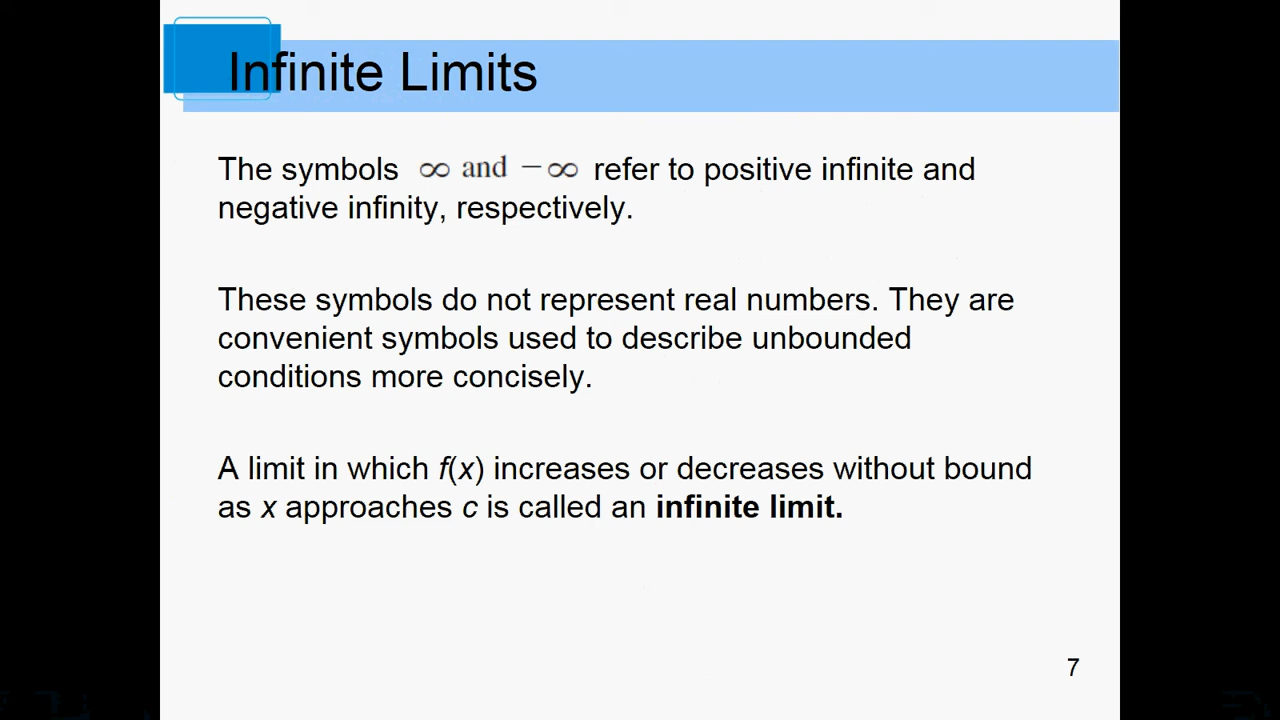 Infinite Limits
The symbols ∞ and −∞ refer to positive infinite and
negative infinity, respectively.
These symbols do not represent real numbers. They are
convenient symbols used to describe unbounded
conditions more concisely.
A limit in which f(x) increases or decreases without bound
as x approaches c is called an infinite limit.
7